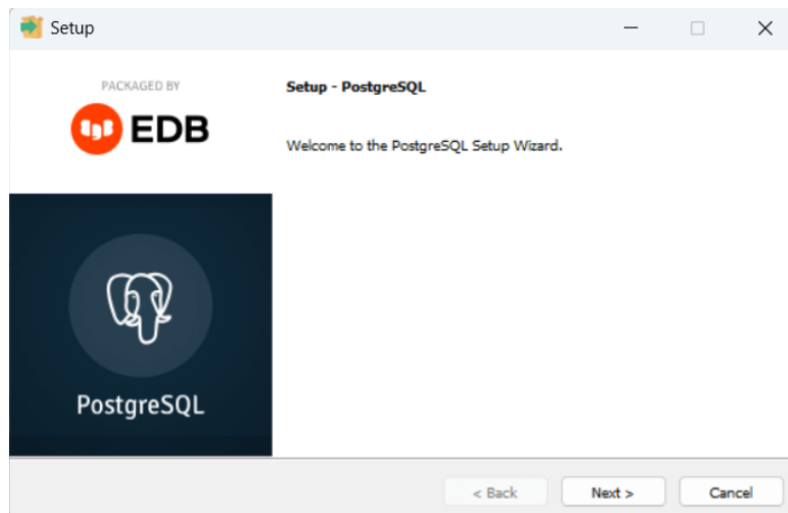 Setup
PACKAGED BY
EDB
Setup - PostgreSQL
Welcome to the PostgreSQL Setup Wizard.
PostgreSQL
< Back
Next >
Cancel